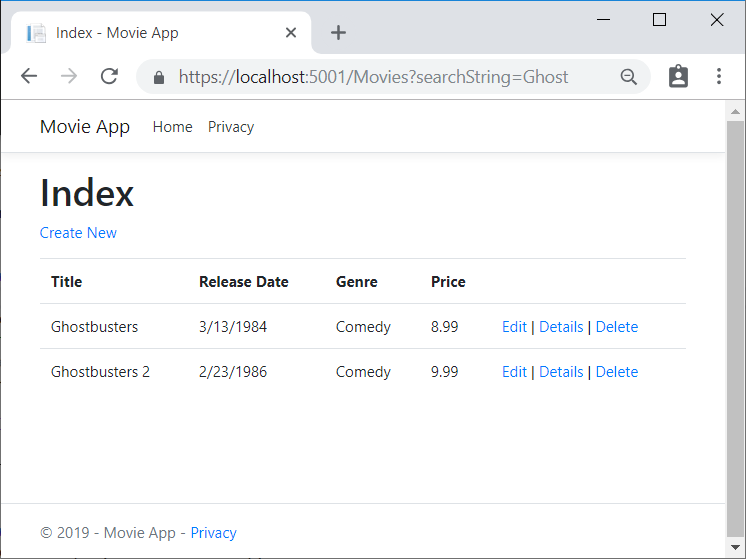 Index - Movie App
https://localhost:5001/Movies?searchString=Ghost
Movie App Home Privacy
Index
Create New
Title Release Date Genre Price
Ghostbusters 3/13/1984 Comedy 8.99 Edit | Details | Delete
Ghostbusters 2 2/23/1986 Comedy 9.99 Edit | Details | Delete
© 2019 - Movie App - Privacy